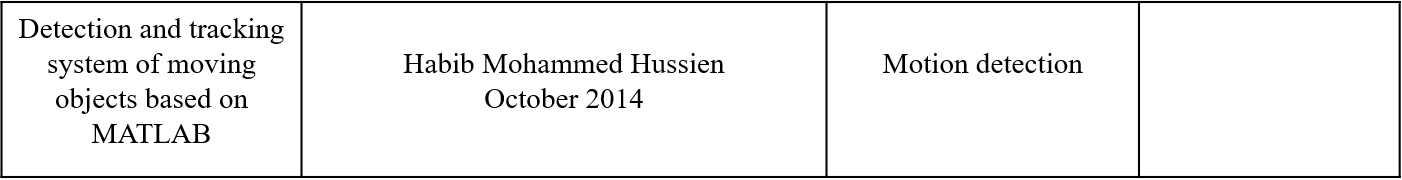 Detection and tracking
system of moving
objects based on
MATLAB
Habib Mohammed Hussien
October 2014
Motion detection